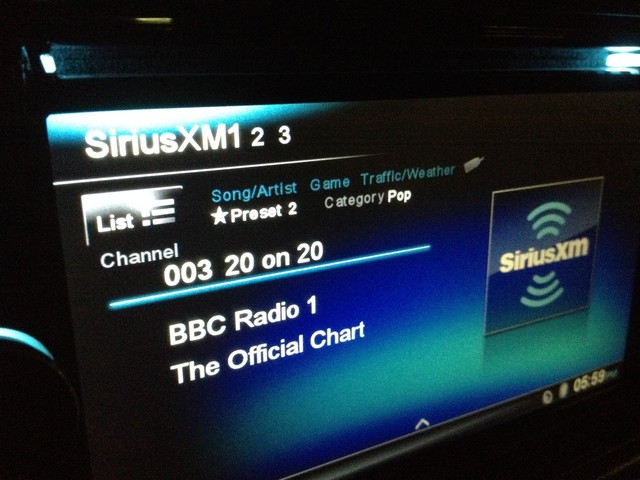 SiriusXM1 2 3
Song/Artist Game Traffic/Weather
List ★Preset 2 Category Pop
Channel 003 20 on 20
SiriusXM
BBC Radio 1
The Official Chart
05:59PM